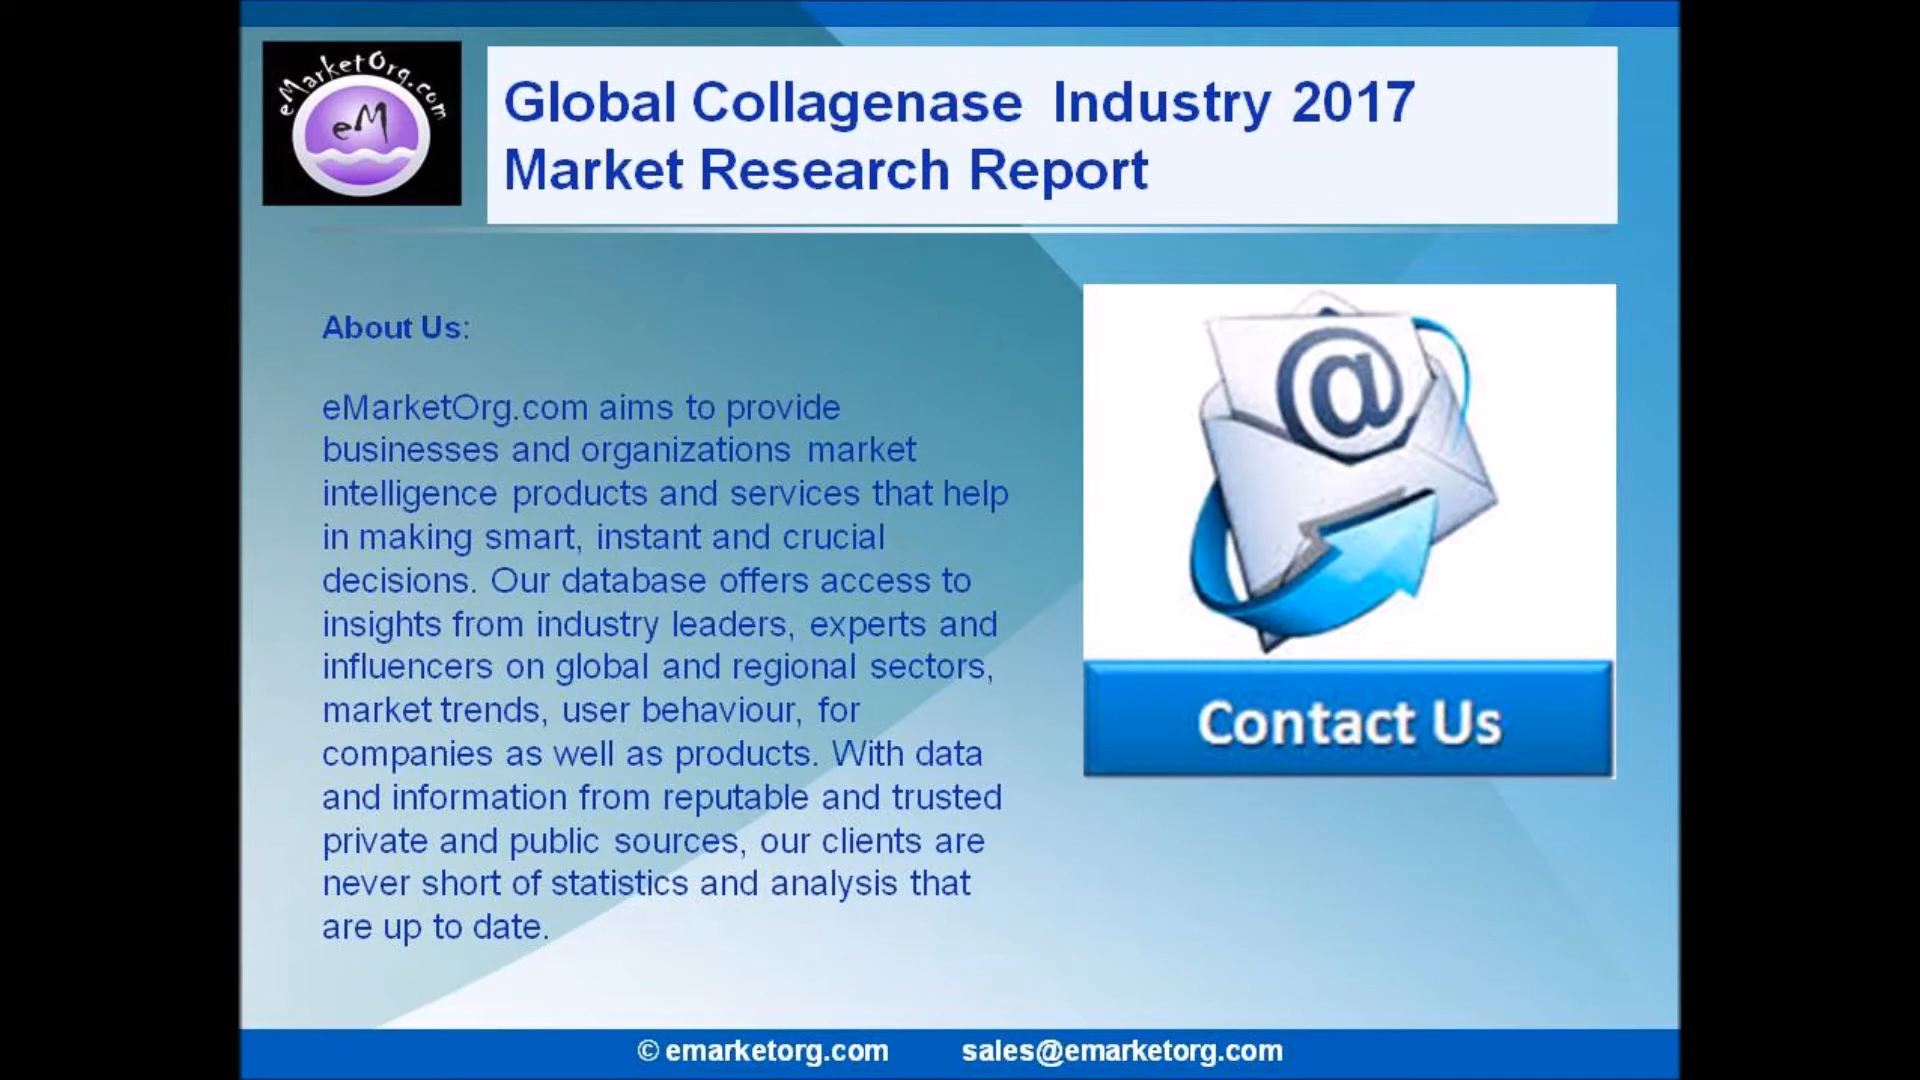 eMarketOrg.com
eM
Global Collagenase Industry 2017
Market Research Report
About Us:
eMarketOrg.com aims to provide
businesses and organizations market
intelligence products and services that help
in making smart, instant and crucial
decisions. Our database offers access to
insights from industry leaders, experts and
influencers on global and regional sectors,
market trends, user behaviour, for
companies as well as products. With data
and information from reputable and trusted
private and public sources, our clients are
never short of statistics and analysis that
are up to date.
@
Contact Us
© emarketorg.com sales@emarketorg.com